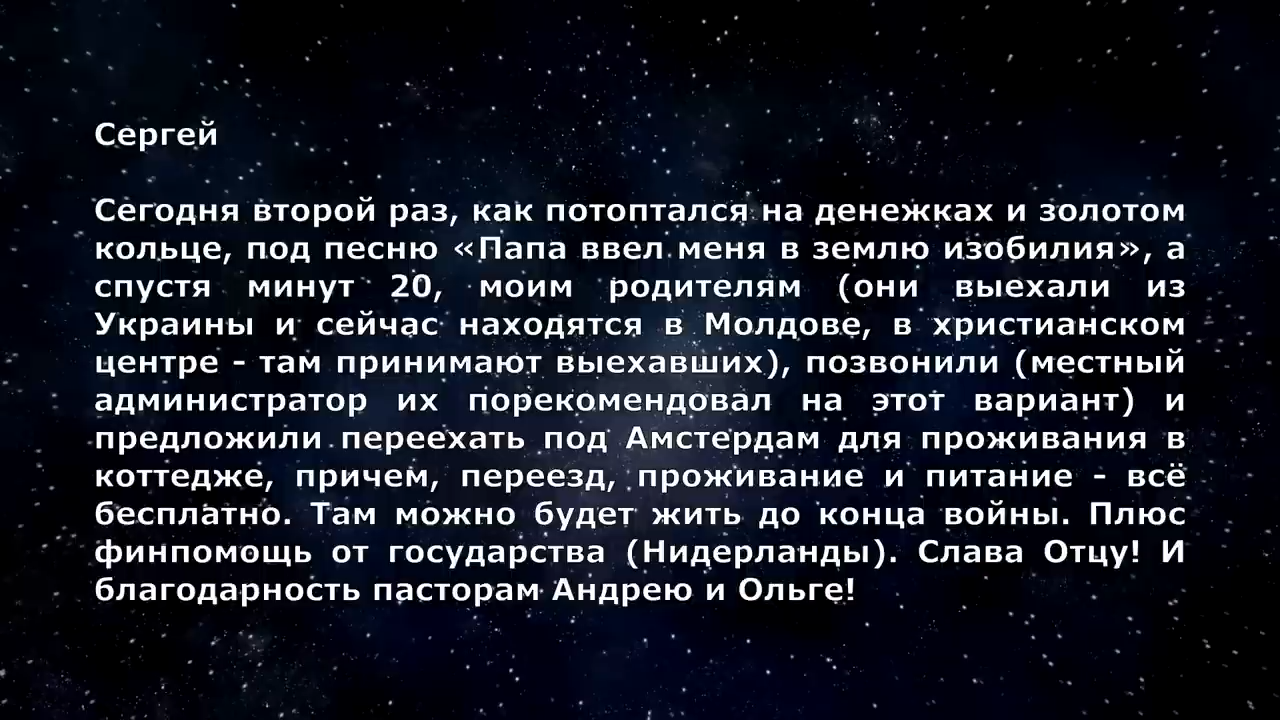 Сергей
Сегодня второй раз, как потоптался на денежках и золотом
кольце, под песню «Папа ввел меня в землю изобилия», а
спустя минут 20, моим родителям (они выехали из
Украины и сейчас находятся в Молдове, в христианском
центре - там принимают выехавших), позвонили (местный
администратор их порекомендовал на этот вариант) и
предложили переехать под Амстердам для проживания в
коттедже, причем, переезд, проживание и питание - всё
бесплатно. Там можно будет жить до конца войны. Плюс
финпомощь от государства (Нидерланды). Слава Отцу! И
благодарность пасторам Андрею и Ольге!